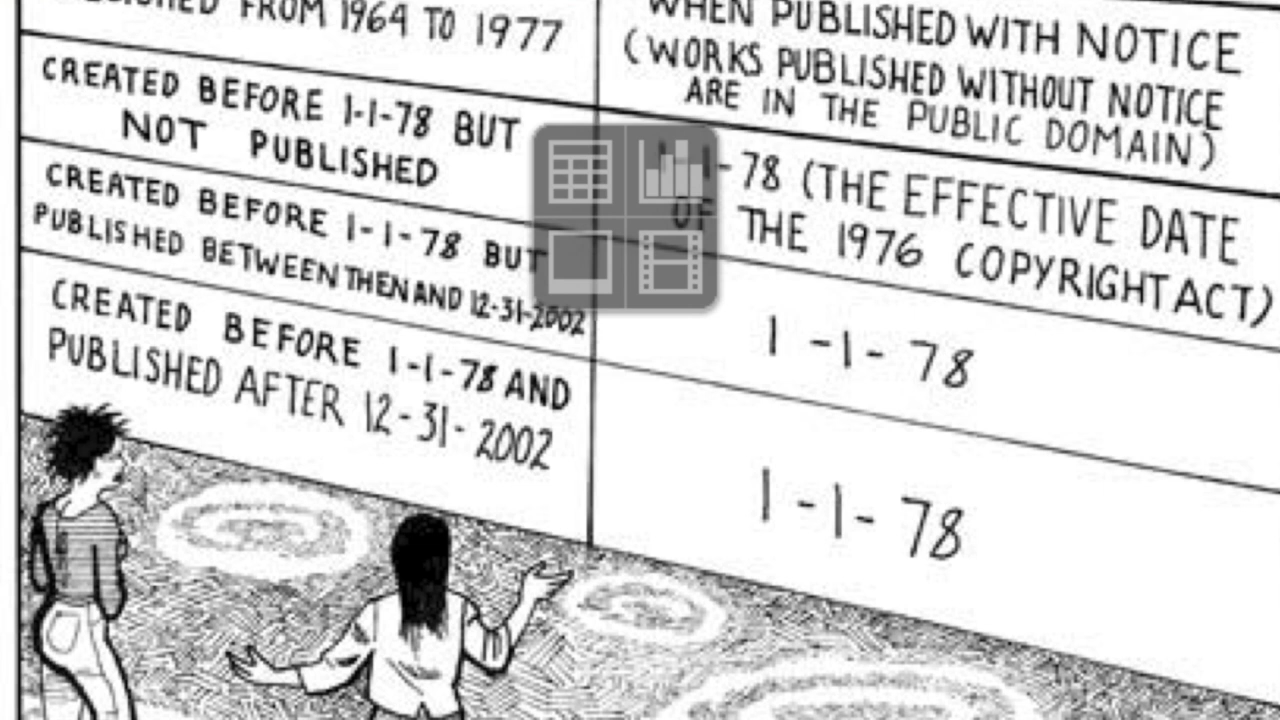 FROM 1964 TO 1977
CREATED BEFORE 1-1-78 BUT
NOT PUBLISHED
CREATED BEFORE 1-1-78 BUT
PUBLISHED BETWEEN THEN AND 12-31-2002
CREATED BEFORE 1-1-78 AND
PUBLISHED AFTER 12-31-2002
WHEN PUBLISHED WITH NOTICE
(WORKS PUBLISHED WITHOUT NOTICE
ARE IN THE PUBLIC DOMAIN)
1-1-78 (THE EFFECTIVE DATE
OF THE 1976 COPYRIGHT ACT)
1-1-78
1-1-78